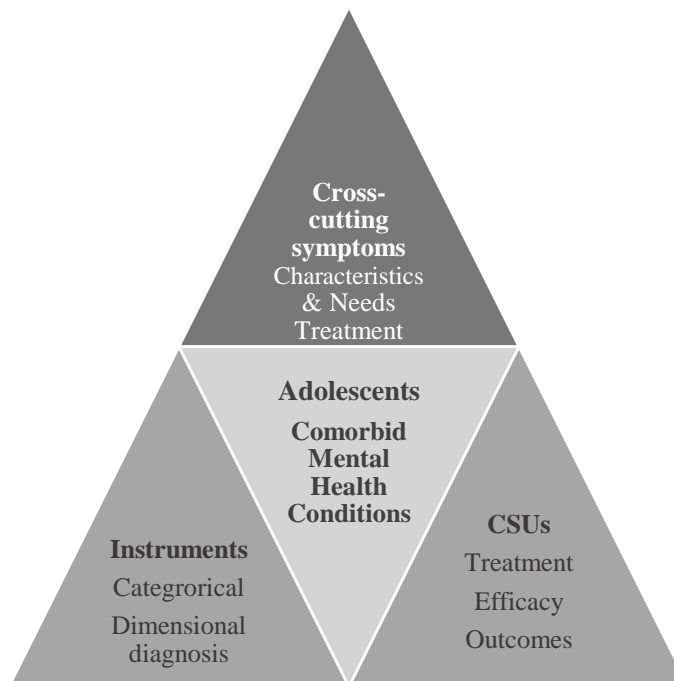 Cross-
cutting
symptoms
Characteristics
& Needs
Treatment
Adolescents
Comorbid
Mental
Health
Conditions
Instruments
Categrorical
Dimensional
diagnosis
CSUs
Treatment
Efficacy
Outcomes